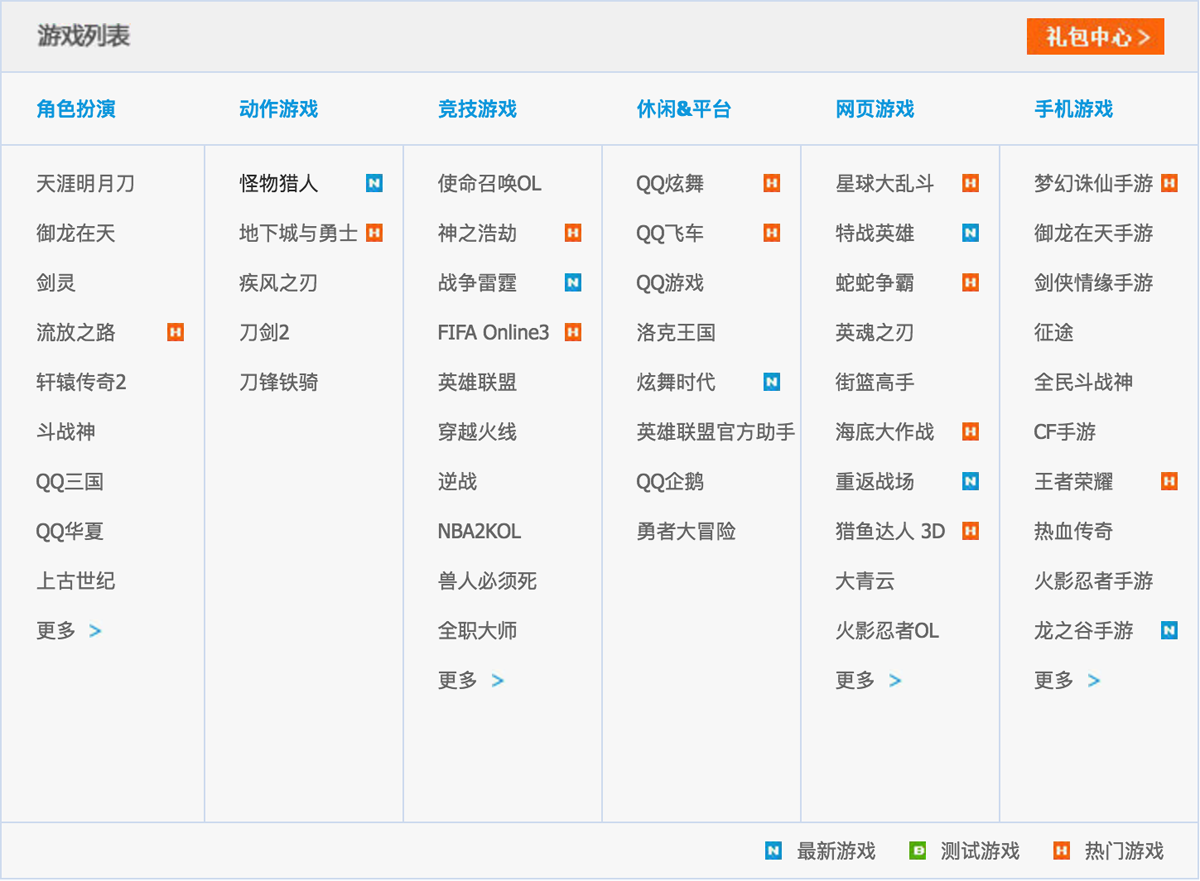 游戏列表
礼包中心 >
角色扮演 动作游戏 竞技游戏 休闲&平台 网页游戏 手机游戏
天涯明月刀 怪物猎人 N 使命召唤OL QQ炫舞 H 星球大乱斗 H 梦幻诛仙手游 H
御龙在天 地下城与勇士 H 神之浩劫 H QQ飞车 H 特战英雄 N 御龙在天手游
剑灵 疾风之刃 战争雷霆 N QQ游戏 蛇蛇争霸 H 剑侠情缘手游
流放之路 H 刀剑2 FIFA Online3 H 洛克王国 英魂之刃 征途
轩辕传奇2 刀锋铁骑 英雄联盟 炫舞时代 N 街篮高手 全民斗战神
斗战神 穿越火线 英雄联盟官方助手 海底大作战 H CF手游
QQ三国 逆战 QQ企鹅 重返战场 N 王者荣耀 H
QQ华夏 NBA2KOL 勇者大冒险 猎鱼达人 3D H 热血传奇
上古世纪 兽人必须死 大青云 火影忍者手游
更多 > 全职大师 火影忍者OL 龙之谷手游 N
更多 > 更多 > 更多 >
N 最新游戏 B 测试游戏 H 热门游戏